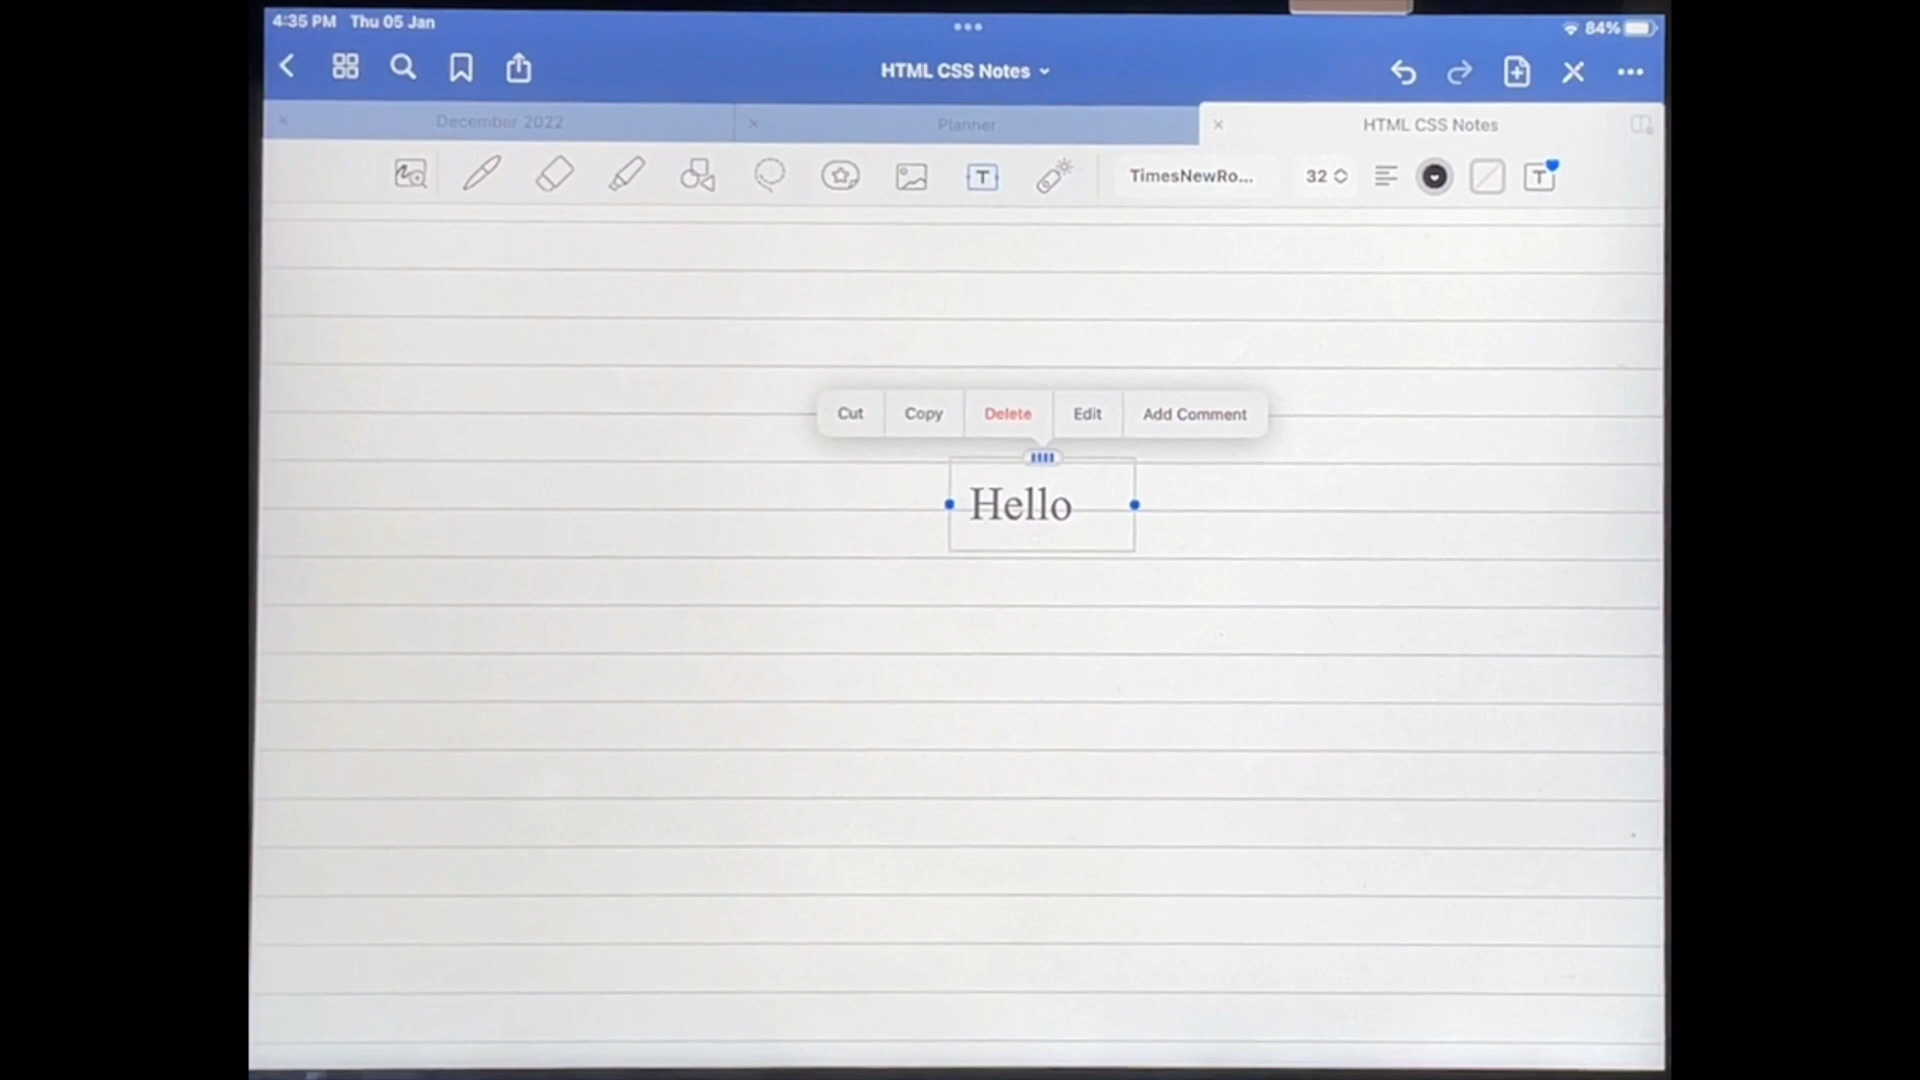 4:35 PM Thu 05 Jan
84%
HTML CSS Notes
December 2022
Planner
HTML CSS Notes
T
TimesNewRo...
32
T
Cut
Copy
Delete
Edit
Add Comment
Hello